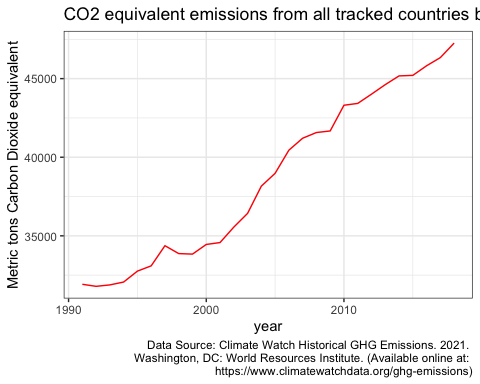 CO2 equivalent emissions from all tracked countries b
Metric tons Carbon Dioxide equivalent
45000
40000
35000
1990
2000
2010
year
Data Source: Climate Watch Historical GHG Emissions. 2021.
Washington, DC: World Resources Institute. (Available online at:
https://www.climatewatchdata.org/ghg-emissions)